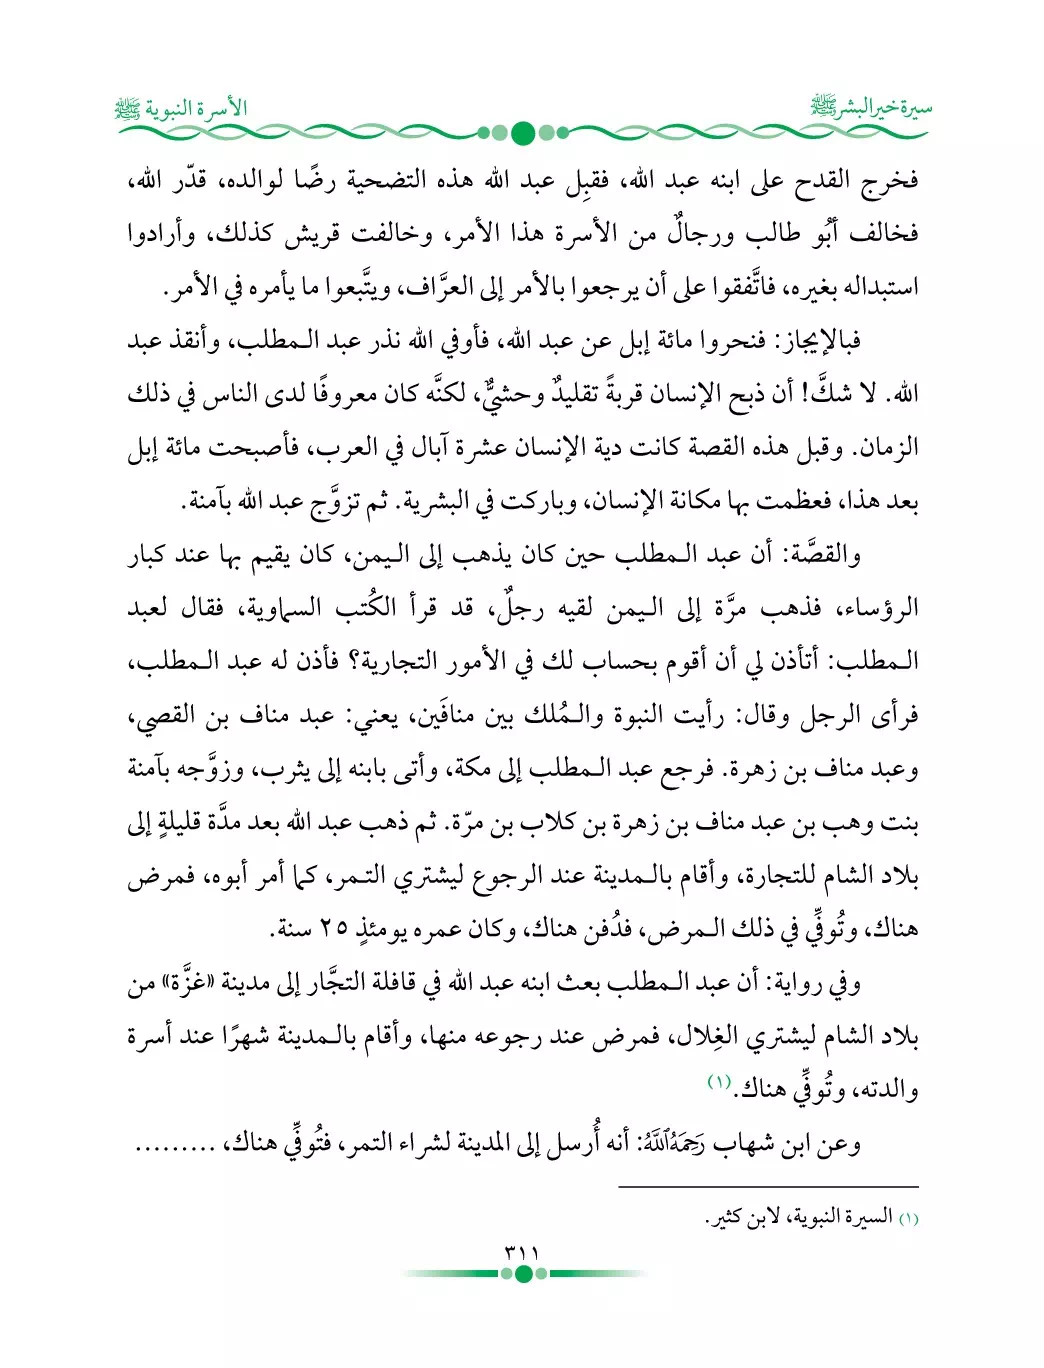 سيرة خير البشر ﷺ
الأسرة النبوية ﷺ
فخرج القدح على ابنه عبد الله، فقبِل عبد الله هذه التضحية رضًا لوالده، قدّر الله،
فخالف أبُو طالب ورجالٌ من الأسرة هذا الأمر، وخالفت قريش كذلك، وأرادوا
استبداله بغيره، فاتَّفقوا على أن يرجعوا بالأمر إلى العرَّاف، ويتَّبعوا ما يأمره في الأمر.
فبالإيجاز: فنحروا مائة إبل عن عبد الله، فأوفي الله نذر عبد الـمطلب، وأنقذ عبد
الله. لا شكَّ! أن ذبح الإنسان قربةً تقليدٌ وحشيٌّ، لكنَّه كان معروفًا لدى الناس في ذلك
الزمان. وقبل هذه القصة كانت دية الإنسان عشرة آبال في العرب، فأصبحت مائة إبل
بعد هذا، فعظمت بها مكانة الإنسان، وباركت في البشرية. ثم تزوَّج عبد الله بآمنة.
والقصَّة: أن عبد الـمطلب حين كان يذهب إلى الـيمن، كان يقيم بها عند كبار
الرؤساء، فذهب مرَّة إلى الـيمن لقيه رجلٌ، قد قرأ الكُتب السماوية، فقال لعبد
الـمطلب: أتأذن لي أن أقوم بحساب لك في الأمور التجارية؟ فأذن له عبد الـمطلب،
فرأى الرجل وقال: رأيت النبوة والـمُلك بين منافَين، يعني: عبد مناف بن القصي،
وعبد مناف بن زهرة. فرجع عبد الـمطلب إلى مكة، وأتى بابنه إلى يثرب، وزوَّجه بآمنة
بنت وهب بن عبد مناف بن زهرة بن كلاب بن مرّة. ثم ذهب عبد الله بعد مدَّة قليلةٍ إلى
بلاد الشام للتجارة، وأقام بالـمدينة عند الرجوع ليشتري التـمر، كما أمر أبوه، فمرض
هناك، وتُوفِّي في ذلك الـمرض، فدُفن هناك، وكان عمره يومئذٍ ٢٥ سنة.
وفي رواية: أن عبد الـمطلب بعث ابنه عبد الله في قافلة التجَّار إلى مدينة «غزَّة» من
بلاد الشام ليشتري الغِلال، فمرض عند رجوعه منها، وأقام بالـمدينة شهرًا عند أسرة
والدته، وتُوفِّي هناك.(١)
وعن ابن شهاب رَحِمَهُ ٱللَّهُ: أنه أُرسل إلى المدينة لشراء التمر، فتُوفِّي هناك، .........
(١) السيرة النبوية، لابن كثير.
٣١١